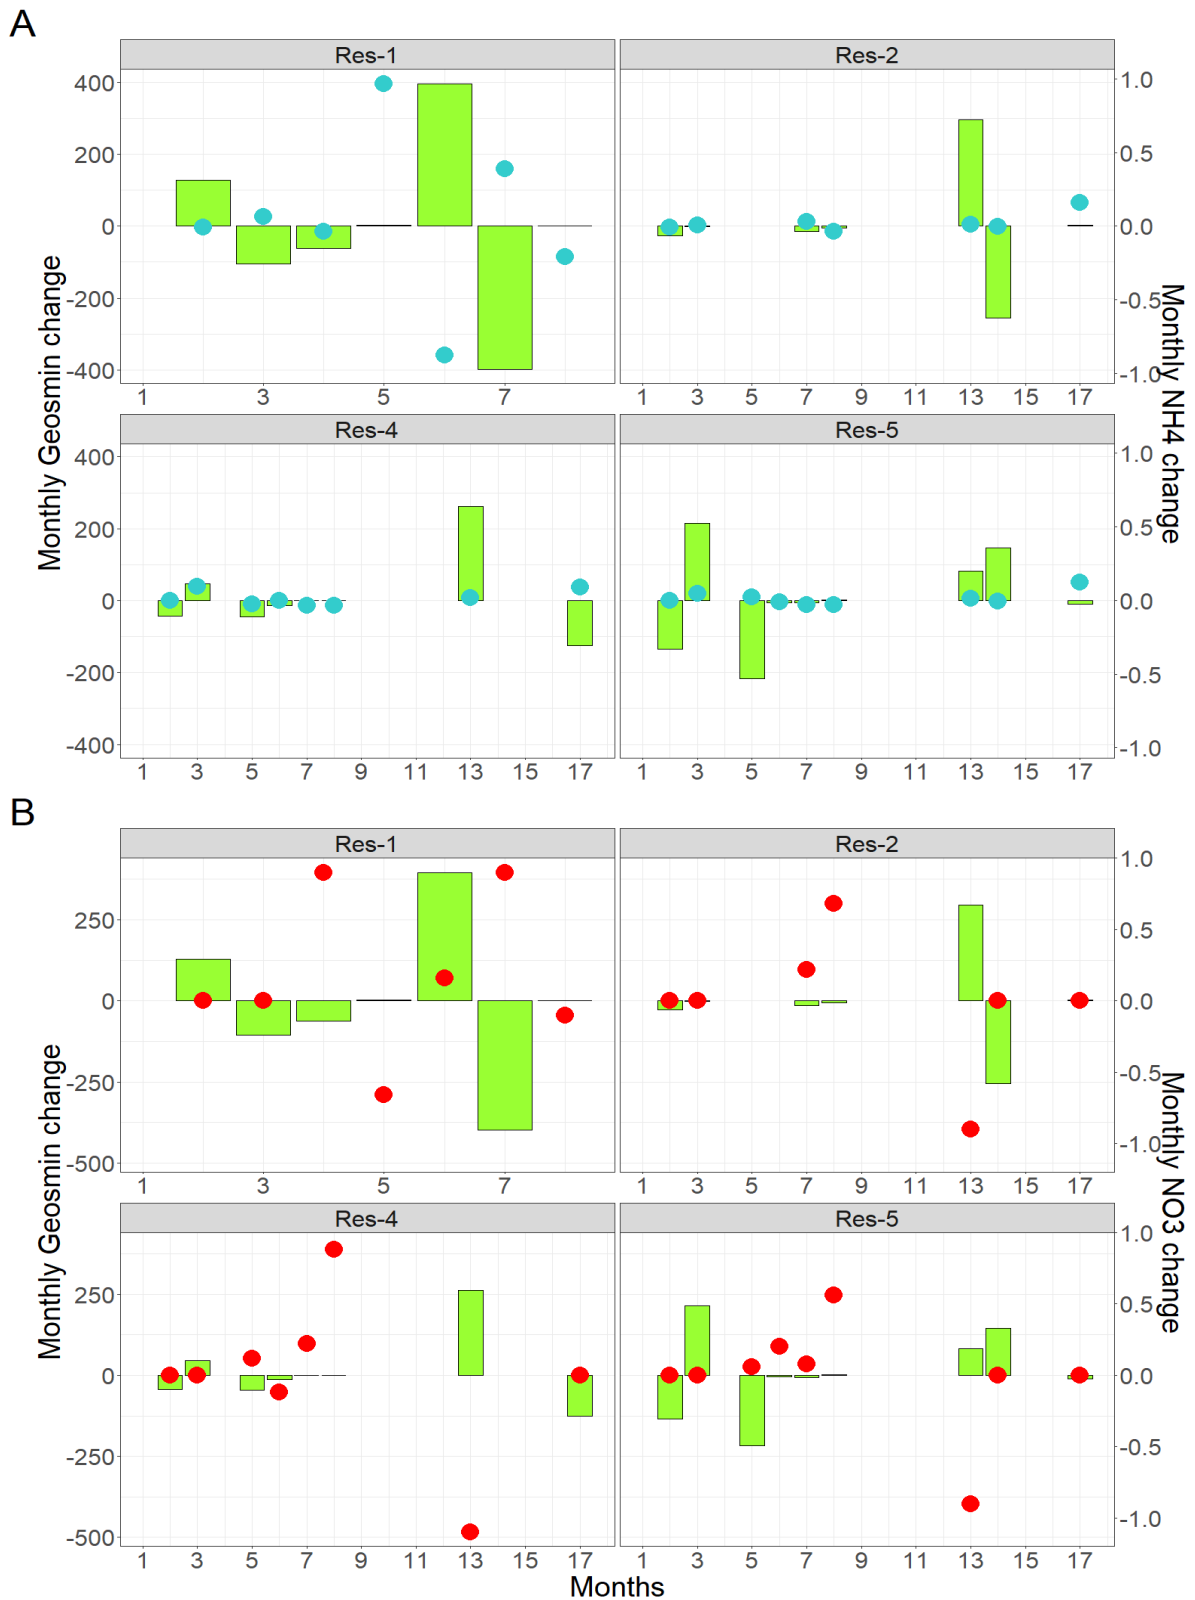 A
Res-1 Res-2
400 200 0 -200 -400
1.0 0.5 0.0 -0.5 -1.0
1 3 5 7
1 3 5 7 9 11 13 15 17
Res-4 Res-5
400 200 0 -200 -400
1.0 0.5 0.0 -0.5 -1.0
1 3 5 7 9 11 13 15 17
1 3 5 7 9 11 13 15 17
Monthly Geosmin change
Monthly NH4 change
B
Res-1 Res-2
250 0 -250 -500
1.0 0.5 0.0 -0.5 -1.0
1 3 5 7
1 3 5 7 9 11 13 15 17
Res-4 Res-5
250 0 -250 -500
1.0 0.5 0.0 -0.5 -1.0
1 3 5 7 9 11 13 15 17
1 3 5 7 9 11 13 15 17
Monthly Geosmin change
Monthly NO3 change
Months